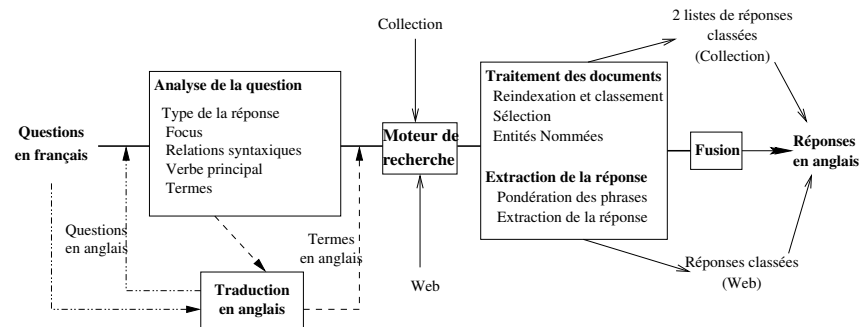 Collection
2 listes de réponses
classées
(Collection)
Analyse de la question
Type de la réponse
Focus
Relations syntaxiques
Verbe principal
Termes
Traitement des documents
Reindexation et classement
Sélection
Entités Nommées
Questions
en français
Moteur de
recherche
Fusion
Réponses
en anglais
Extraction de la réponse
Pondération des phrases
Extraction de la réponse
Questions
en anglais
Termes
en anglais
Traduction
en anglais
Web
Réponses classées
(Web)